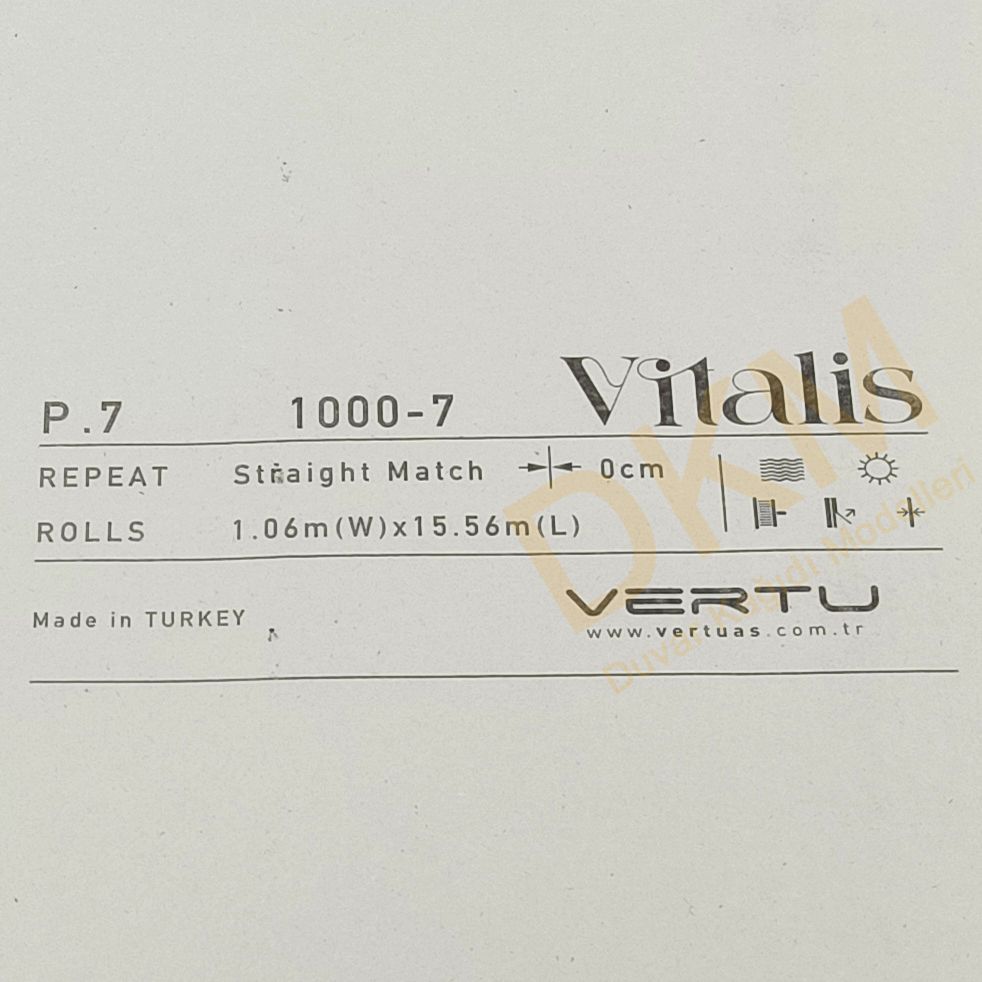 P.7 1000-7 Vitalis
REPEAT Straight Match 0cm
ROLLS 1.06m(W)x15.56m(L)
Made in TURKEY
VERTU
www.vertuas.com.tr
DKM
Duvar Kağıdı Modelleri